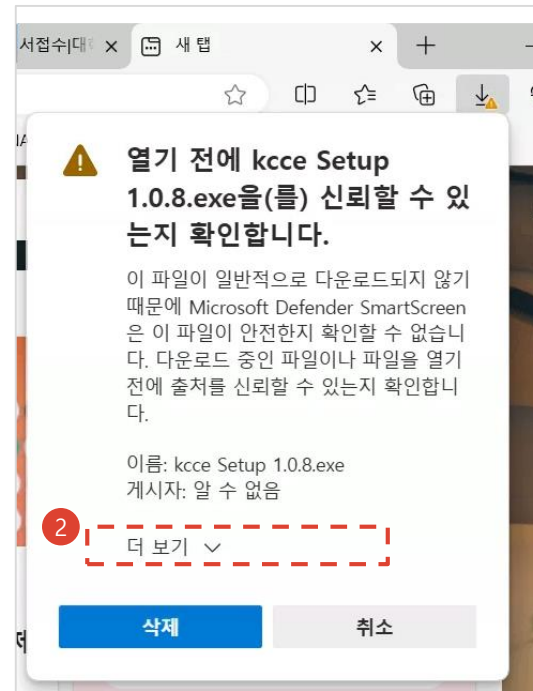 서접수|대
새 탭
열기 전에 kcce Setup
1.0.8.exe을(를) 신뢰할 수 있
는지 확인합니다.
이 파일이 일반적으로 다운로드되지 않기
때문에 Microsoft Defender SmartScreen
은 이 파일이 안전한지 확인할 수 없습니
다. 다운로드 중인 파일이나 파일을 열기
전에 출처를 신뢰할 수 있는지 확인합니
다.
이름: kcce Setup 1.0.8.exe
게시자: 알 수 없음
2
더 보기
삭제
취소